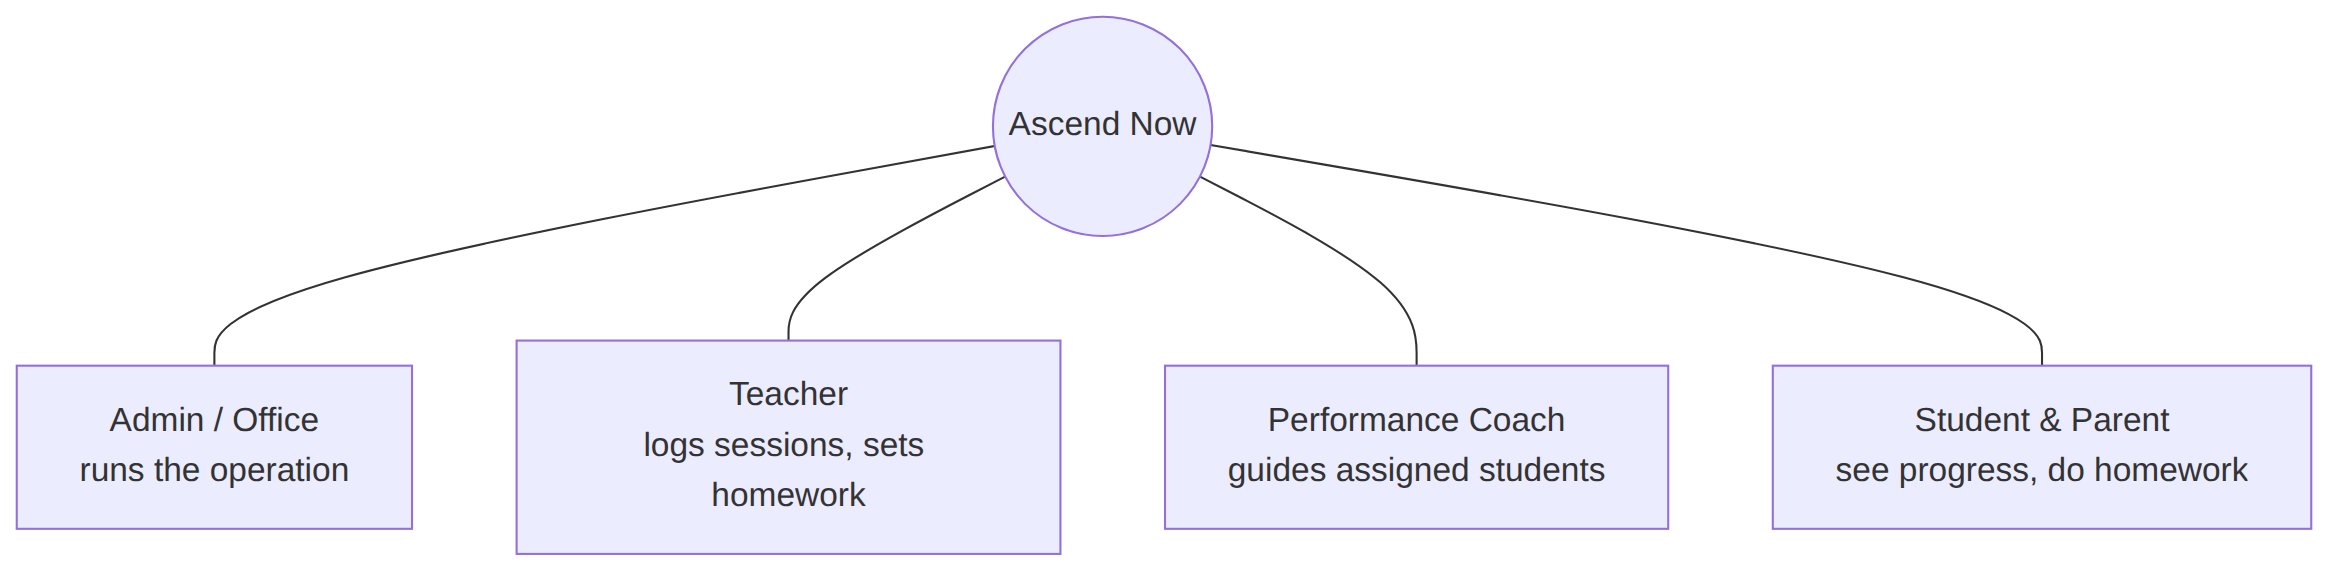 Ascend Now
Admin / Office
runs the operation
Teacher
logs sessions, sets
homework
Performance Coach
guides assigned students
Student & Parent
see progress, do homework